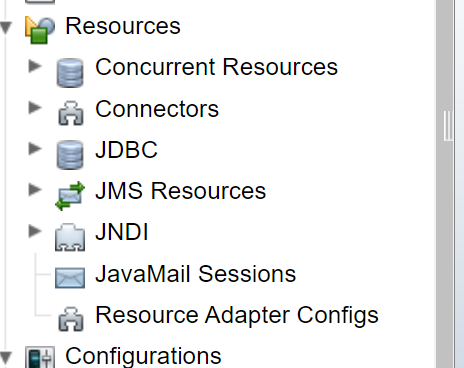 Resources
Concurrent Resources
Connectors
JDBC
JMS Resources
JNDI
JavaMail Sessions
Resource Adapter Configs
Configurations